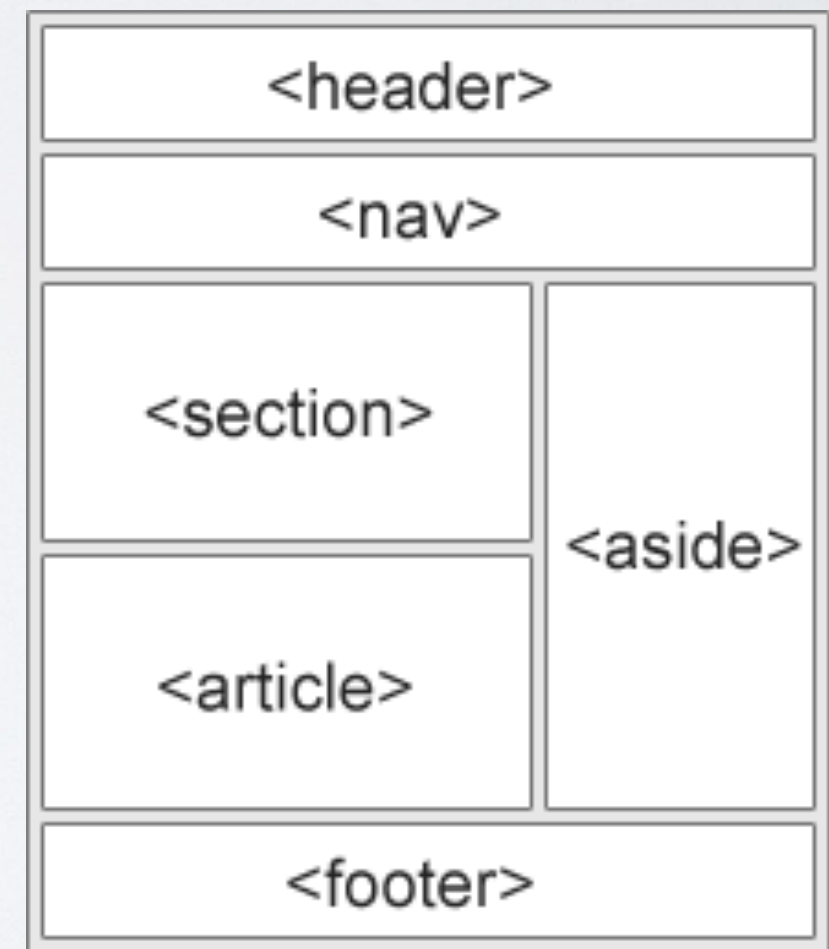 <header>
<nav>
<section>
<aside>
<article>
<footer>